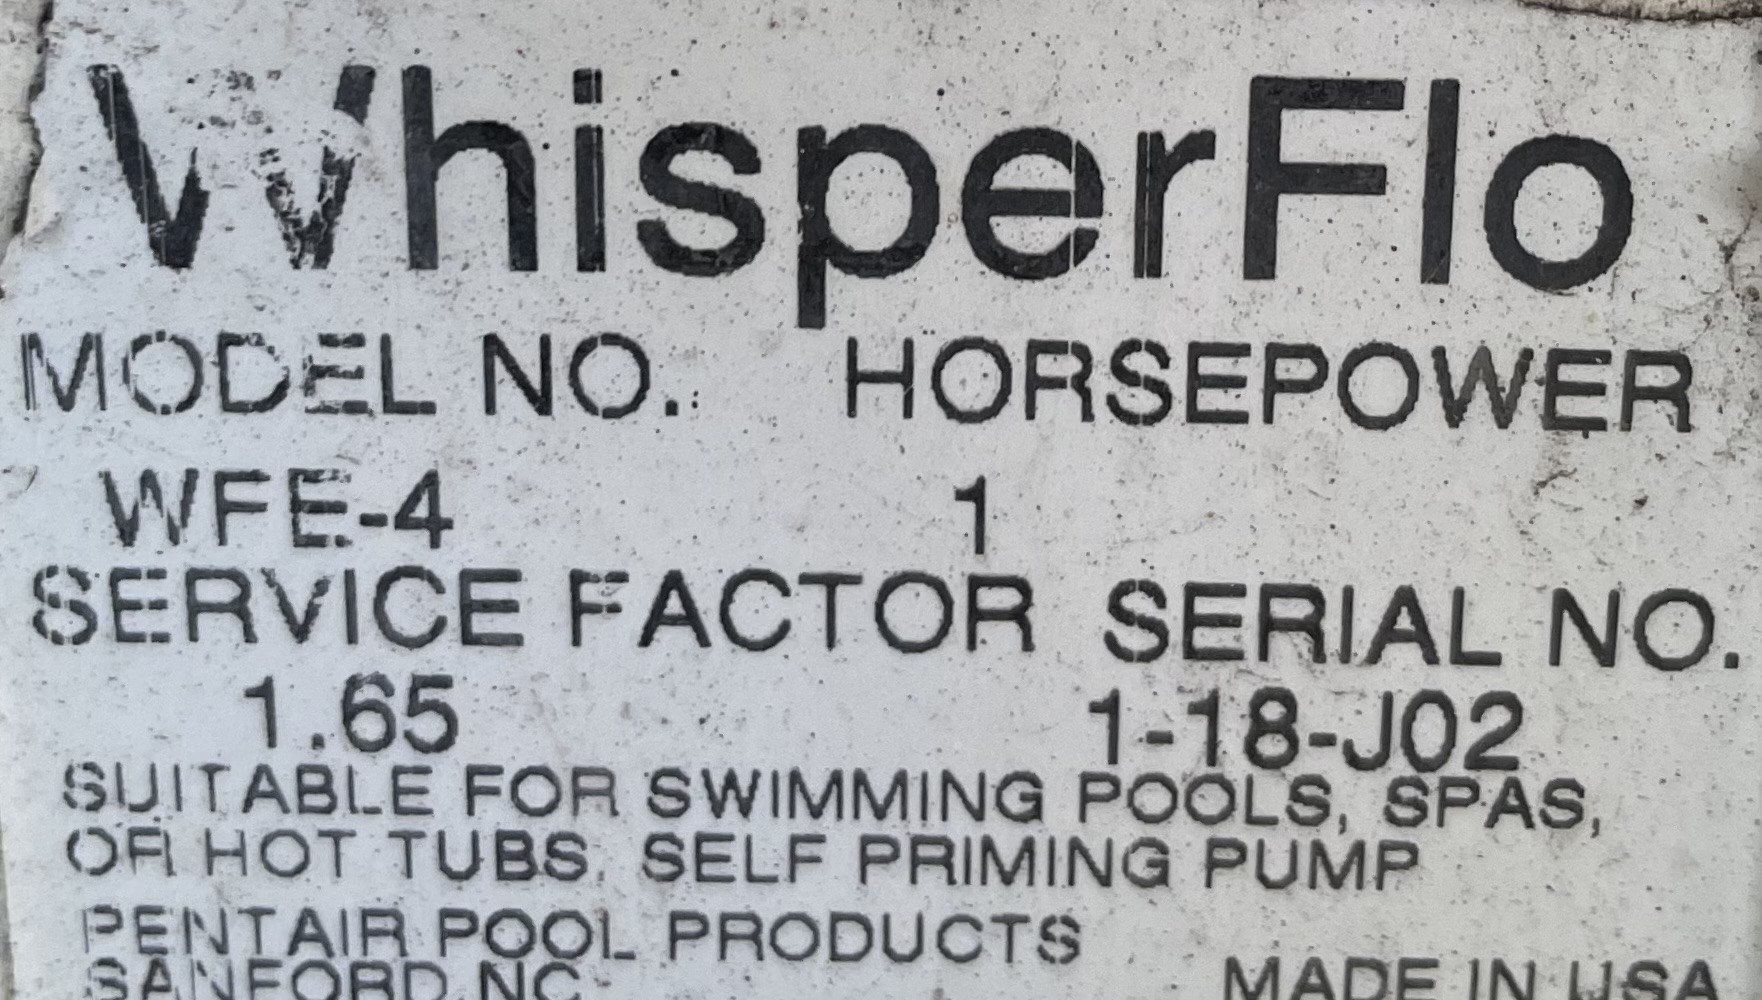 WhisperFlo
MODEL NO.: HORSEPOWER
WFE-4 1
SERVICE FACTOR SERIAL NO.
1.65 1-18-J02
SUITABLE FOR SWIMMING POOLS, SPAS,
OR HOT TUBS. SELF PRIMING PUMP
PENTAIR POOL PRODUCTS
SANFORD, NC MADE IN USA